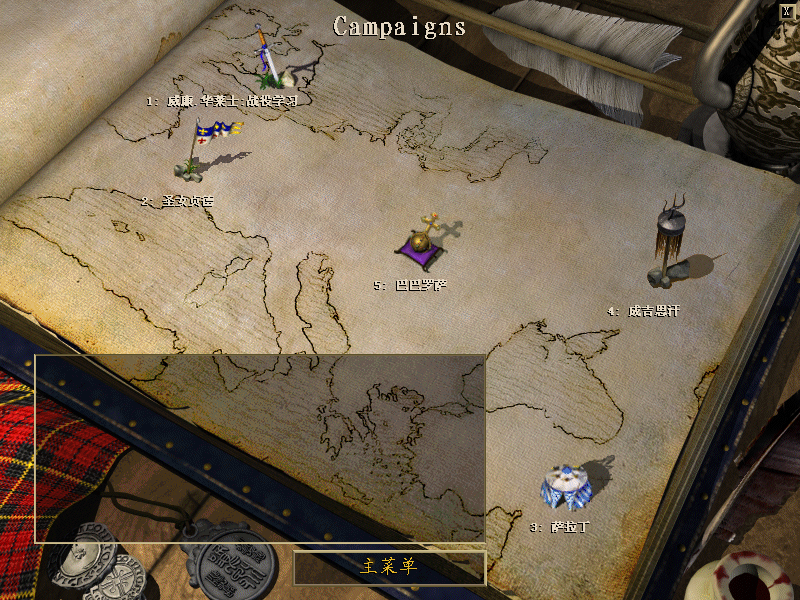 Campaigns
X
1: 威廉.华莱士:战役学习
2: 圣女贞德
5: 巴巴罗萨
4: 成吉思汗
3: 萨拉丁
主菜单